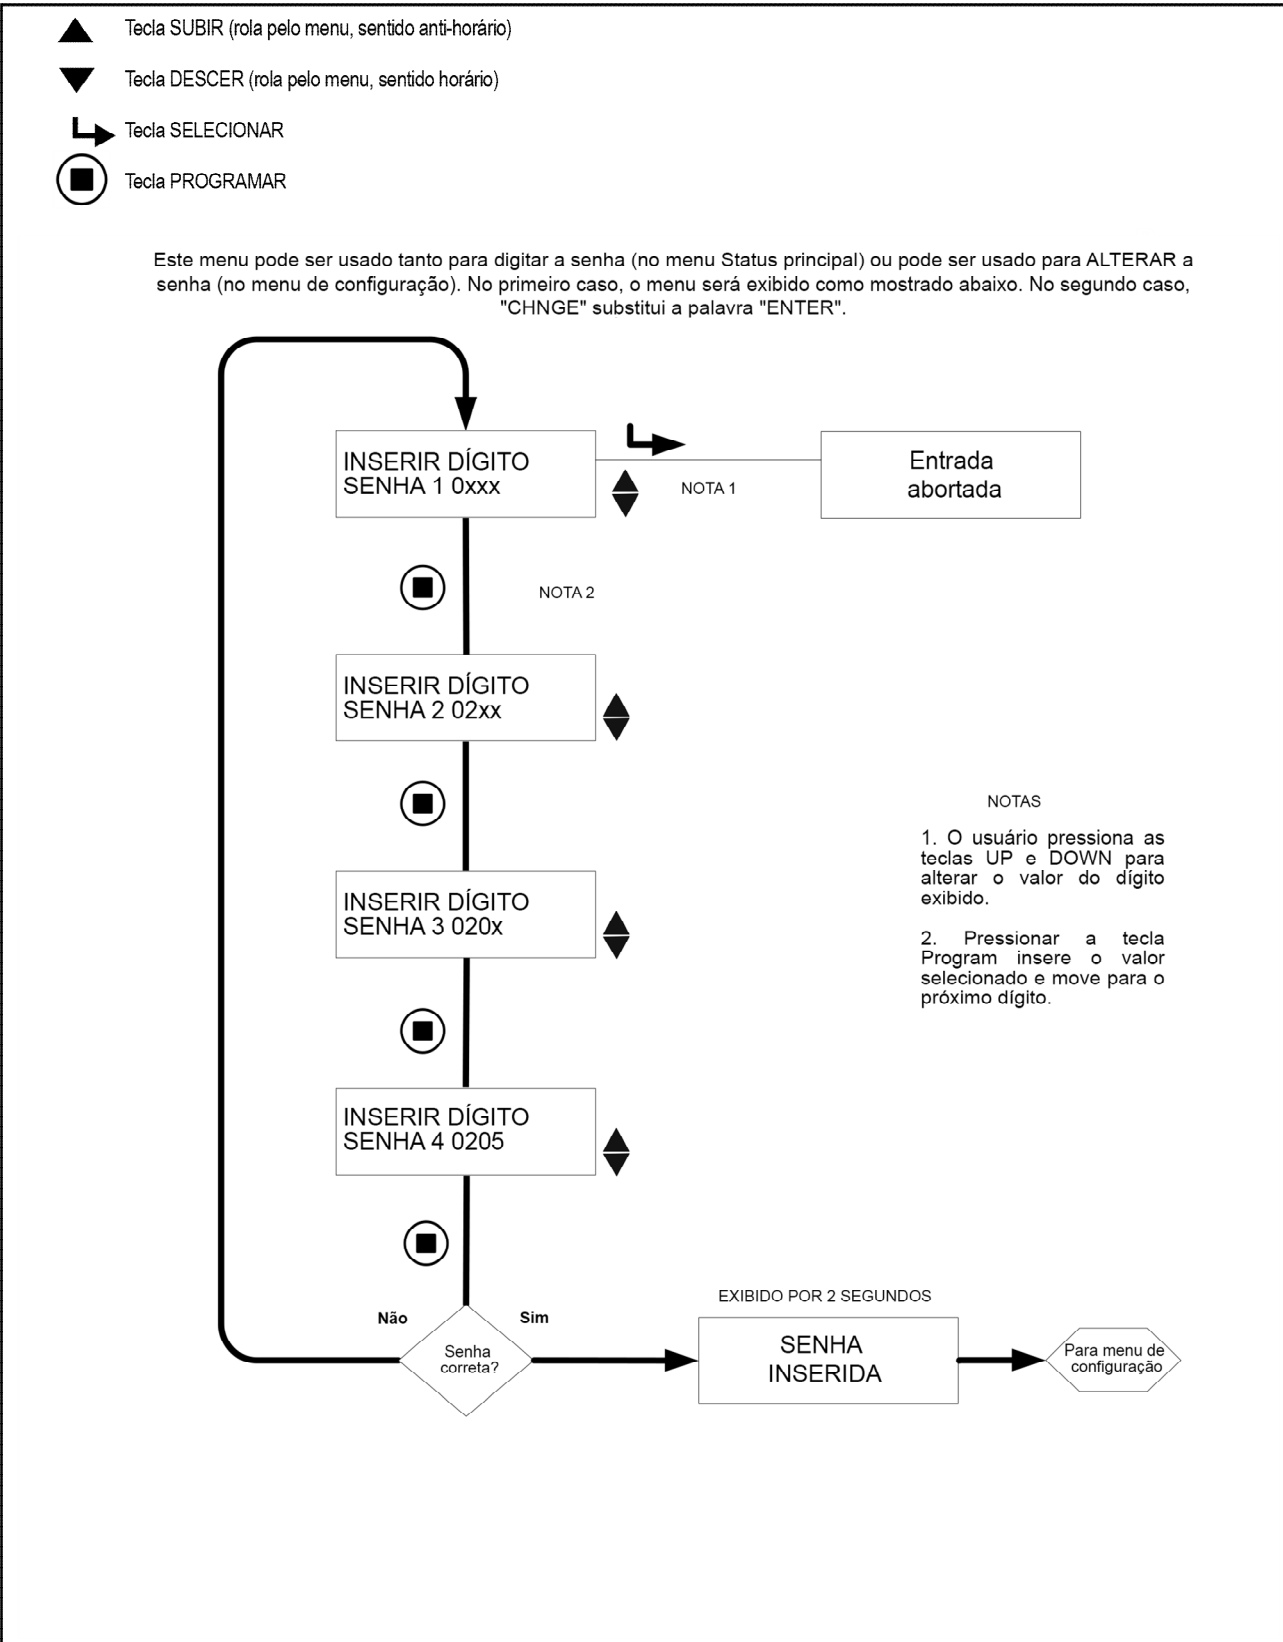 Tecla SUBIR (rola pelo menu, sentido anti-horário)
Tecla DESCER (rola pelo menu, sentido horário)
Tecla SELECIONAR
Tecla PROGRAMAR
Este menu pode ser usado tanto para digitar a senha (no menu Status principal) ou pode ser usado para ALTERAR a
senha (no menu de configuração). No primeiro caso, o menu será exibido como mostrado abaixo. No segundo caso,
"CHNGE" substitui a palavra "ENTER".
INSERIR DÍGITO
SENHA 1 0xxx
NOTA 1
Entrada
abortada
NOTA 2
INSERIR DÍGITO
SENHA 2 02xx
INSERIR DÍGITO
SENHA 3 020x
NOTAS
1. O usuário pressiona as
teclas UP e DOWN para
alterar o valor do dígito
exibido.
2. Pressionar a tecla
Program insere o valor
selecionado e move para o
próximo dígito.
INSERIR DÍGITO
SENHA 4 0205
Não
Sim
Senha
correta?
EXIBIDO POR 2 SEGUNDOS
SENHA
INSERIDA
Para menu de
configuração